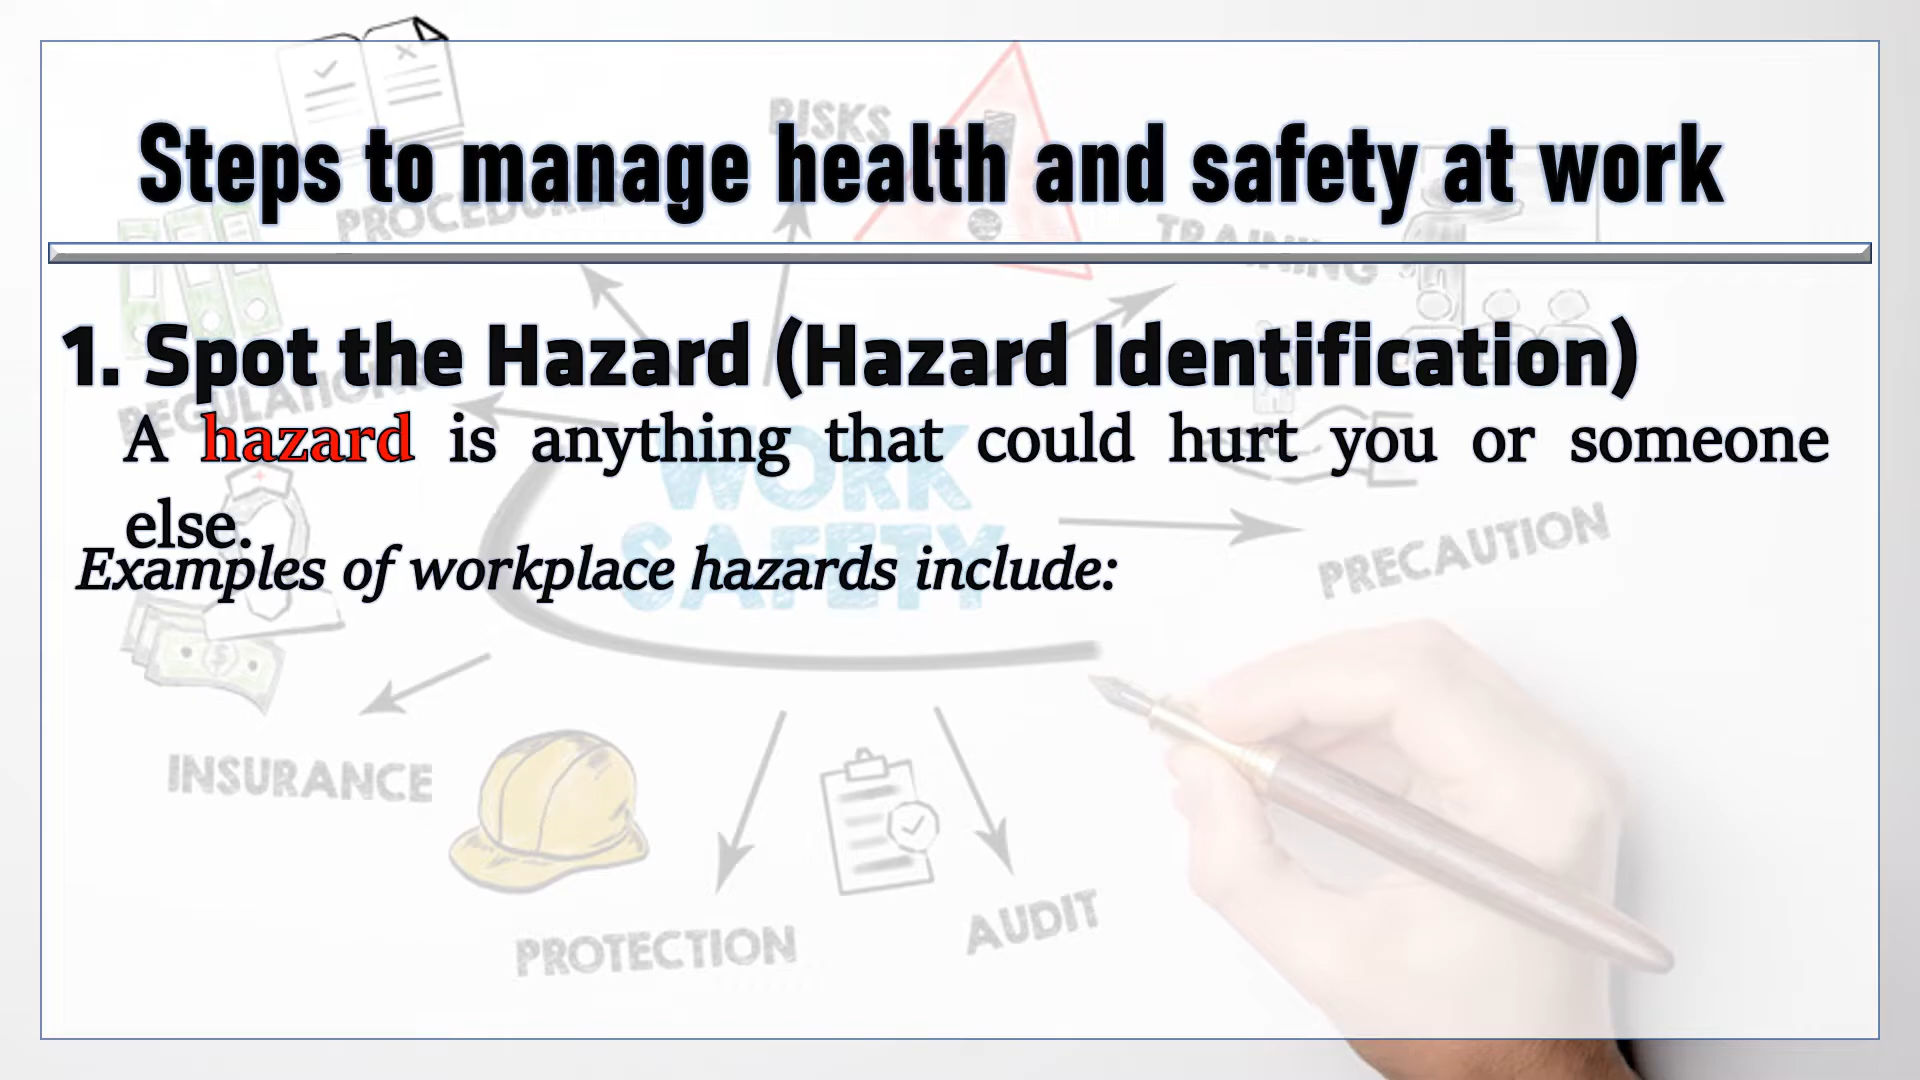 Steps to manage health and safety at work
1. Spot the Hazard (Hazard Identification)
A hazard is anything that could hurt you or someone
else.
Examples of workplace hazards include:
RISKS
PROCEDURES
TRAINING
REGULATIONS
WORK
SAFETY
PRECAUTION
INSURANCE
PROTECTION
AUDIT